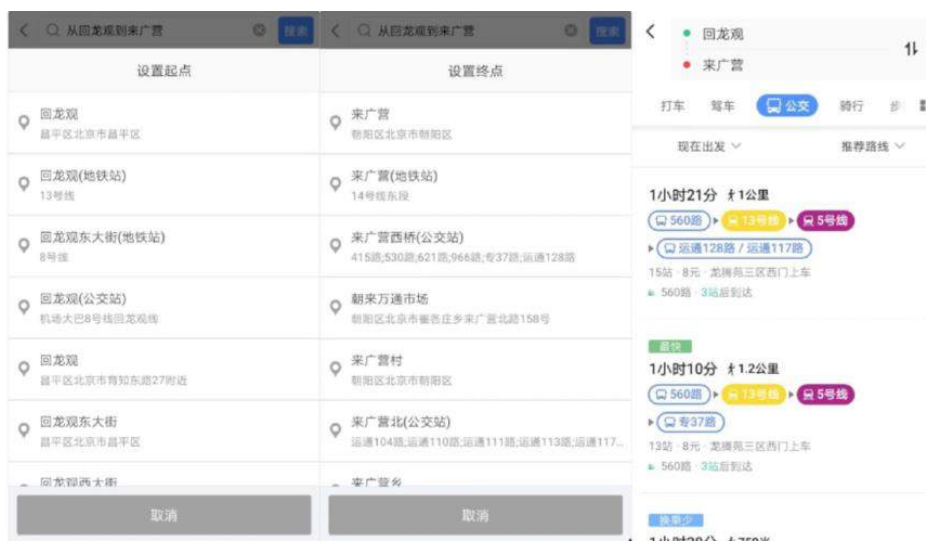 从回龙观到来广营
搜索
设置起点
回龙观
昌平区北京市昌平区
回龙观(地铁站)
13号线
回龙观东大街(地铁站)
8号线
回龙观(公交站)
机场大巴8号线回龙观线
回龙观
昌平区北京市育知东路27附近
回龙观东大街
昌平区北京市昌平区
回龙观西大街
取消
从回龙观到来广营
搜索
设置终点
来广营
朝阳区北京市朝阳区
来广营(地铁站)
14号线东段
来广营西桥(公交站)
415路;530路;621路;966路;专37路;运通128路
朝来万通市场
朝阳区北京市崔各庄乡来广营北路158号
来广营村
朝阳区北京市朝阳区
来广营北(公交站)
运通104路;运通110路;运通111路;运通113路;运通117...
来广营乡
取消
回龙观
来广营
打车 驾车 公交 骑行 步
现在出发 推荐路线
1小时21分 1公里
560路 13号线 5号线
运通128路 / 运通117路
15站 · 8元 · 龙腾苑三区西门上车
560路 · 3站后到达
最快
1小时10分 1.2公里
560路 13号线 5号线
专37路
13站 · 8元 · 龙腾苑三区西门上车
560路 · 3站后到达
换乘少